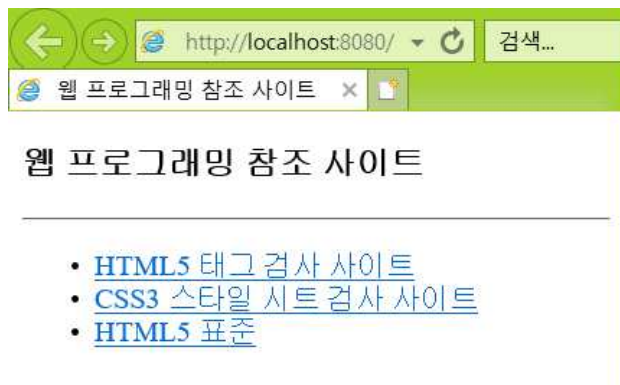 http://localhost:8080/ 검색...
웹 프로그래밍 참조 사이트
웹 프로그래밍 참조 사이트
HTML5 태그 검사 사이트
CSS3 스타일 시트 검사 사이트
HTML5 표준